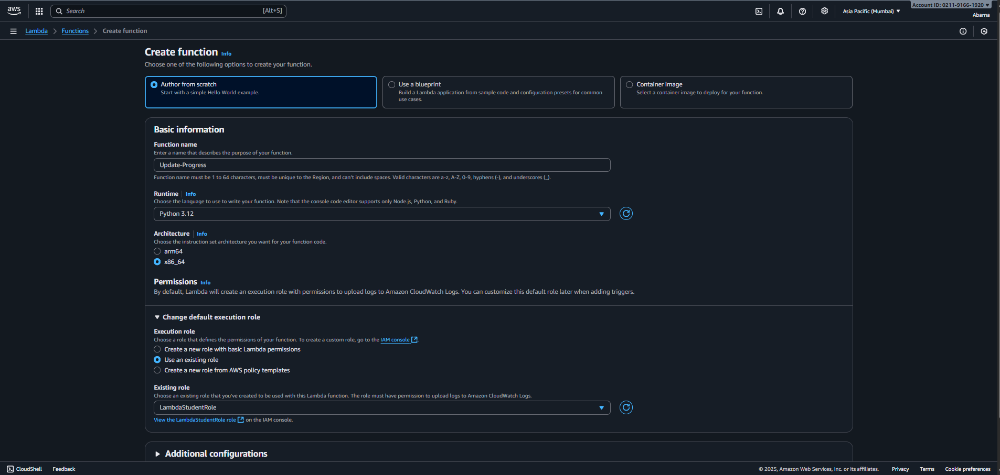 aws
Search [Alt+S]
Asia Pacific (Mumbai)
Account ID: 0211-9166-1920
Abarna
Lambda
Functions
Create function
Create function Info
Choose one of the following options to create your function.
Author from scratch
Start with a simple Hello World example.
Use a blueprint
Build a Lambda application from sample code and configuration presets for common
use cases.
Container image
Select a container image to deploy for your function.
Basic information
Function name
Enter a name that describes the purpose of your function.
Update-Progress
Function name must be 1 to 64 characters, must be unique to the Region, and can't include spaces. Valid characters are a-z, A-Z, 0-9, hyphens (-), and underscores (_).
Runtime Info
Choose the language to use to write your function. Note that the console code editor supports only Node.js, Python, and Ruby.
Python 3.12
Architecture Info
Choose the instruction set architecture you want for your function code.
arm64
x86_64
Permissions Info
By default, Lambda will create an execution role with permissions to upload logs to Amazon CloudWatch Logs. You can customize this default role later when adding triggers.
Change default execution role
Execution role
Choose a role that defines the permissions of your function. To create a custom role, go to the IAM console.
Create a new role with basic Lambda permissions
Use an existing role
Create a new role from AWS policy templates
Existing role
Choose an existing role that you've created to be used with this Lambda function. The role must have permission to upload logs to Amazon CloudWatch Logs.
LambdaStudentRole
View the LambdaStudentRole role on the IAM console.
Additional configurations
CloudShell Feedback © 2025, Amazon Web Services, Inc. or its affiliates. Privacy Terms Cookie preferences